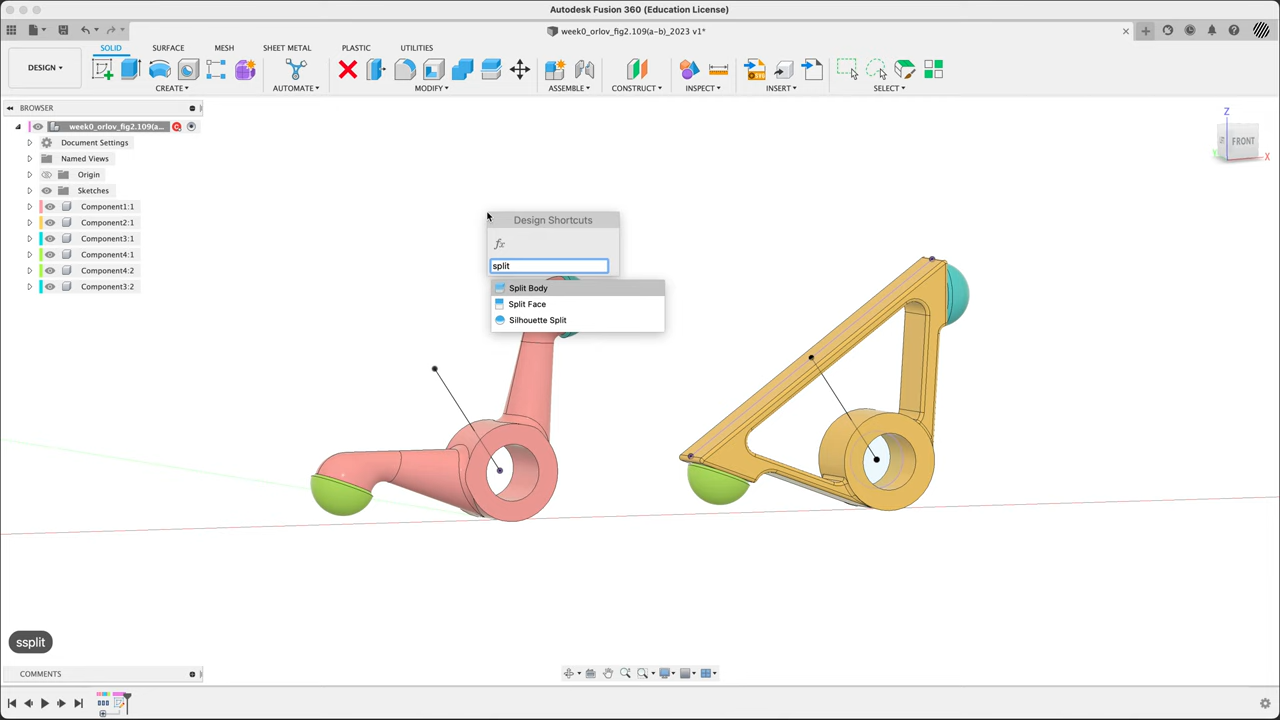 Autodesk Fusion 360 (Education License)
week0_orlov_fig2.109(a-b)_2023 v1*
SOLID SURFACE MESH SHEET METAL PLASTIC UTILITIES
DESIGN
CREATE AUTOMATE MODIFY ASSEMBLE CONSTRUCT INSPECT INSERT SELECT
BROWSER
week0_orlov_fig2.109(a...
Document Settings
Named Views
Origin
Sketches
Component1:1
Component2:1
Component3:1
Component4:1
Component4:2
Component3:2
Design Shortcuts
fx
split
Split Body
Split Face
Silhouette Split
Z
FRONT
X
Y
ssplit
COMMENTS